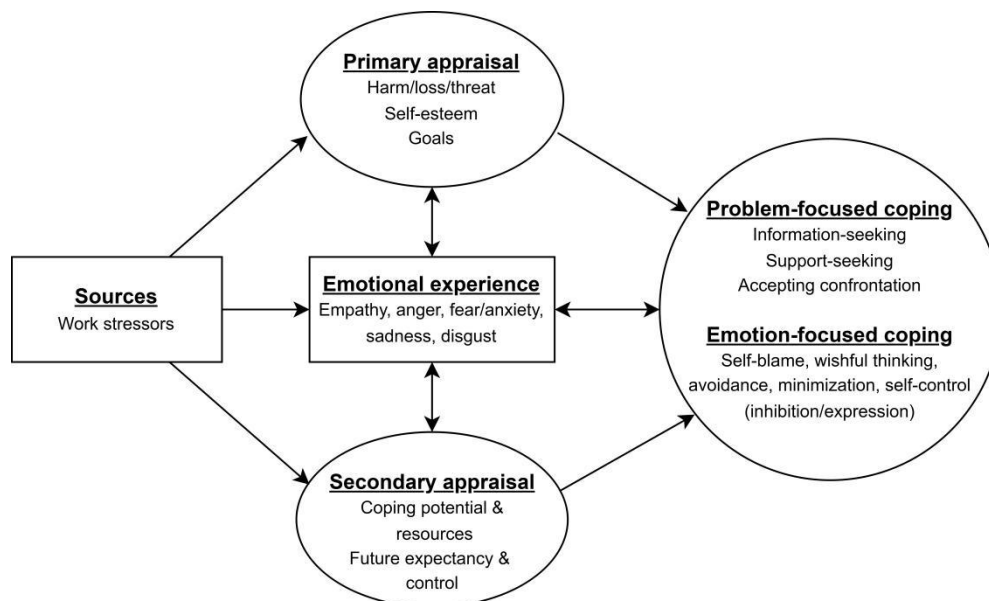 Primary appraisal
Harm/loss/threat
Self-esteem
Goals
Sources
Work stressors
Emotional experience
Empathy, anger, fear/anxiety,
sadness, disgust
Secondary appraisal
Coping potential &
resources
Future expectancy &
control
Problem-focused coping
Information-seeking
Support-seeking
Accepting confrontation
Emotion-focused coping
Self-blame, wishful thinking,
avoidance, minimization, self-control
(inhibition/expression)